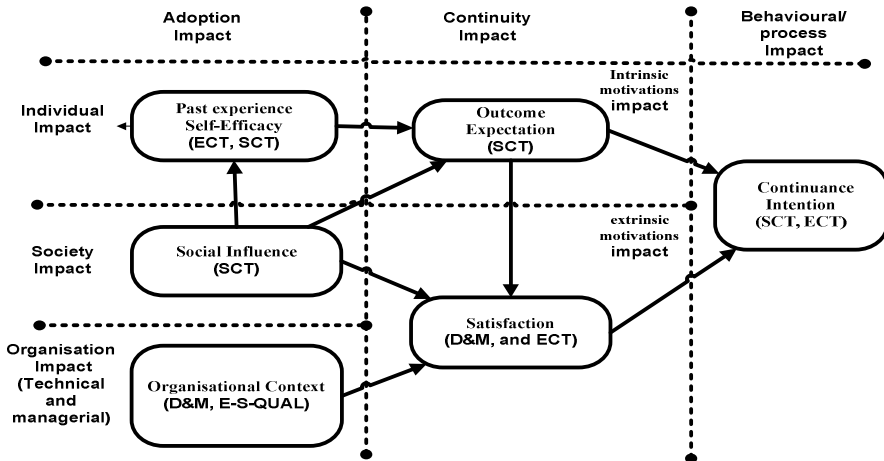 Adoption
Impact
Continuity
Impact
Behavioural/
process
Impact
Individual
Impact
Past experience
Self-Efficacy
(ECT, SCT)
Outcome
Expectation
(SCT)
Intrinsic
motivations
impact
Continuance
Intention
(SCT, ECT)
Society
Impact
Social Influence
(SCT)
extrinsic
motivations
impact
Satisfaction
(D&M, and ECT)
Organisation
Impact
(Technical
and
managerial)
Organisational Context
(D&M, E-S-QUAL)